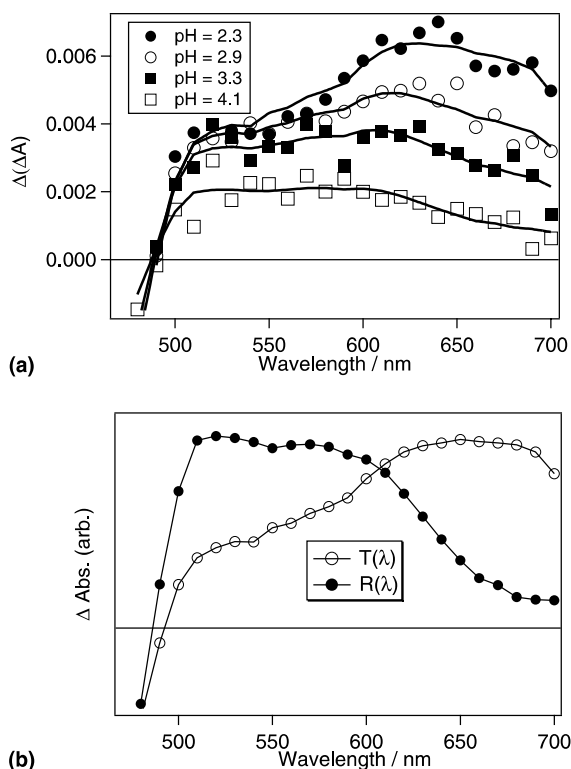 pH = 2.3
pH = 2.9
pH = 3.3
pH = 4.1
Δ(ΔA)
0.006
0.004
0.002
0.000
500 550 600 650 700
Wavelength / nm
(a)
Δ Abs. (arb.)
T(λ)
R(λ)
500 550 600 650 700
Wavelength / nm
(b)